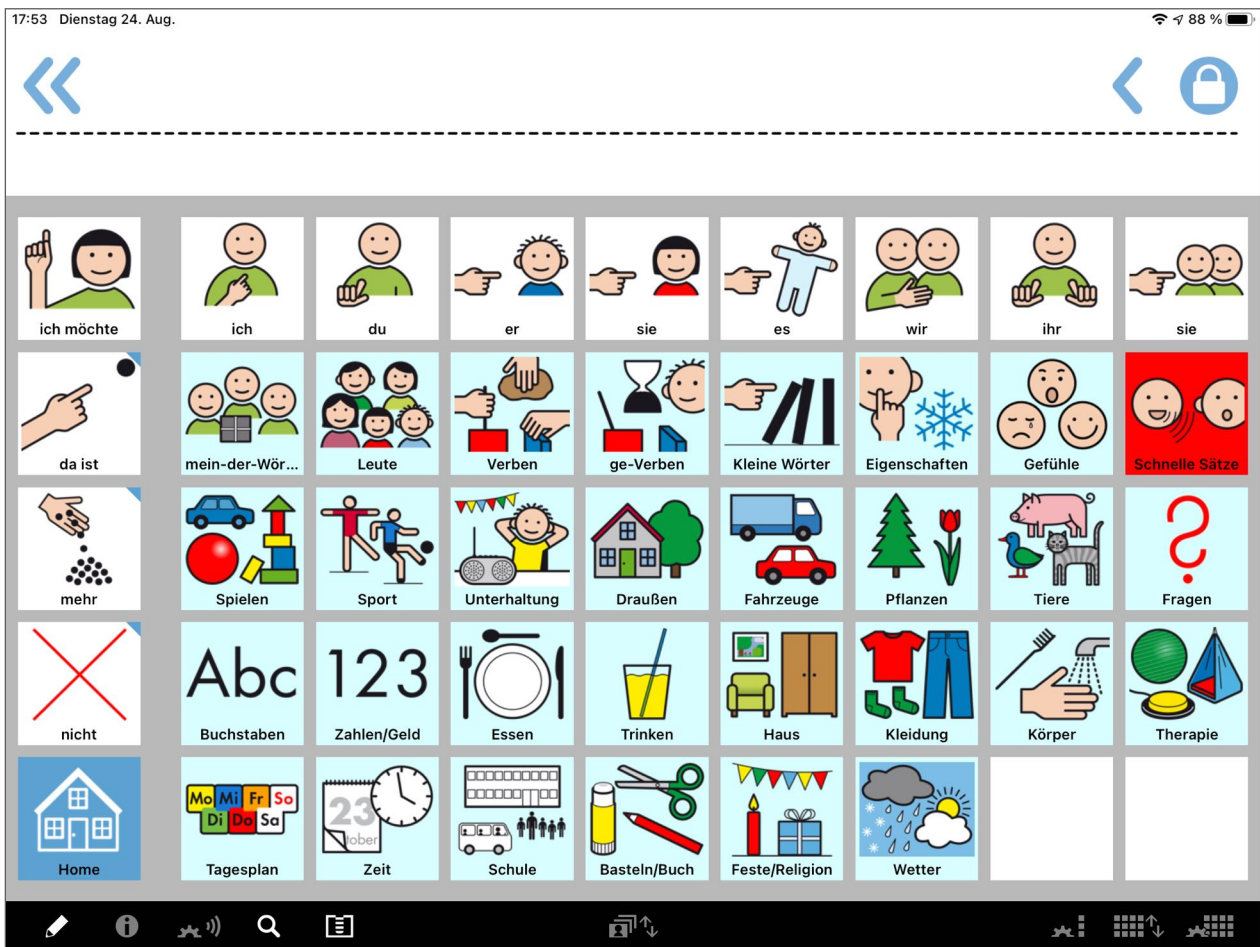 17:53 Dienstag 24. Aug. 88 %
ich möchte ich du er sie es wir ihr sie
da ist mein-der-Wör... Leute Verben ge-Verben Kleine Wörter Eigenschaften Gefühle Schnelle Sätze
mehr Spielen Sport Unterhaltung Draußen Fahrzeuge Pflanzen Tiere Fragen
Abc 123
nicht Buchstaben Zahlen/Geld Essen Trinken Haus Kleidung Körper Therapie
Mo Mi Fr So
Di Do Sa
23
tober
Home Tagesplan Zeit Schule Basteln/Buch Feste/Religion Wetter